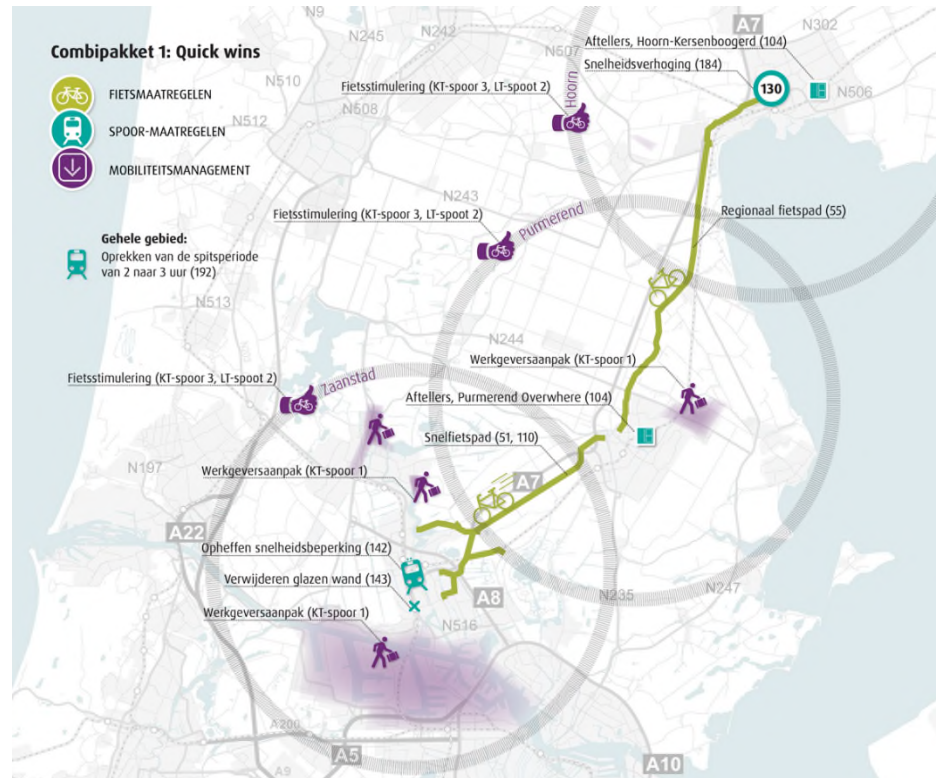 Combipakket 1: Quick wins
FIETSMAATREGELEN
SPOOR-MAATREGELEN
MOBILITEITSMANAGEMENT
Gehele gebied:
Oprekken van de spitsperiode
van 2 naar 3 uur (192)
N9
N245
N242
A7
N302
Aftellers, Hoorn-Kersenboogerd (104)
N507
Snelheidsverhoging (184)
130
N506
N510
Fietsstimulering (KT-spoor 3, LT-spoot 2)
Hoorn
N508
N512
N243
Fietsstimulering (KT-spoor 3, LT-spoot 2)
Purmerend
Regionaal fietspad (55)
N513
N244
Werkgeversaanpak (KT-spoor 1)
Fietsstimulering (KT-spoor 3, LT-spoot 2)
Zaanstad
Aftellers, Purmerend Overwhere (104)
Snelfietspad (51, 110)
N197
Werkgeversaanpak (KT-spoor 1)
A7
A22
Opheffen snelheidsbeperking (142)
Verwijderen glazen wand (143)
A8
N235
N247
Werkgeversaanpak (KT-spoor 1)
N516
A200
A5
A9
A10